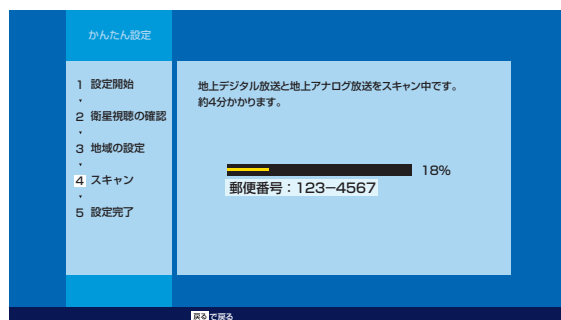 かんたん設定
1 設定開始
・
2 衛星視聴の確認
・
3 地域の設定
・
4 スキャン
・
5 設定完了
地上デジタル放送と地上アナログ放送をスキャン中です。
約4分かかります。
18%
郵便番号：123−4567
戻るで戻る